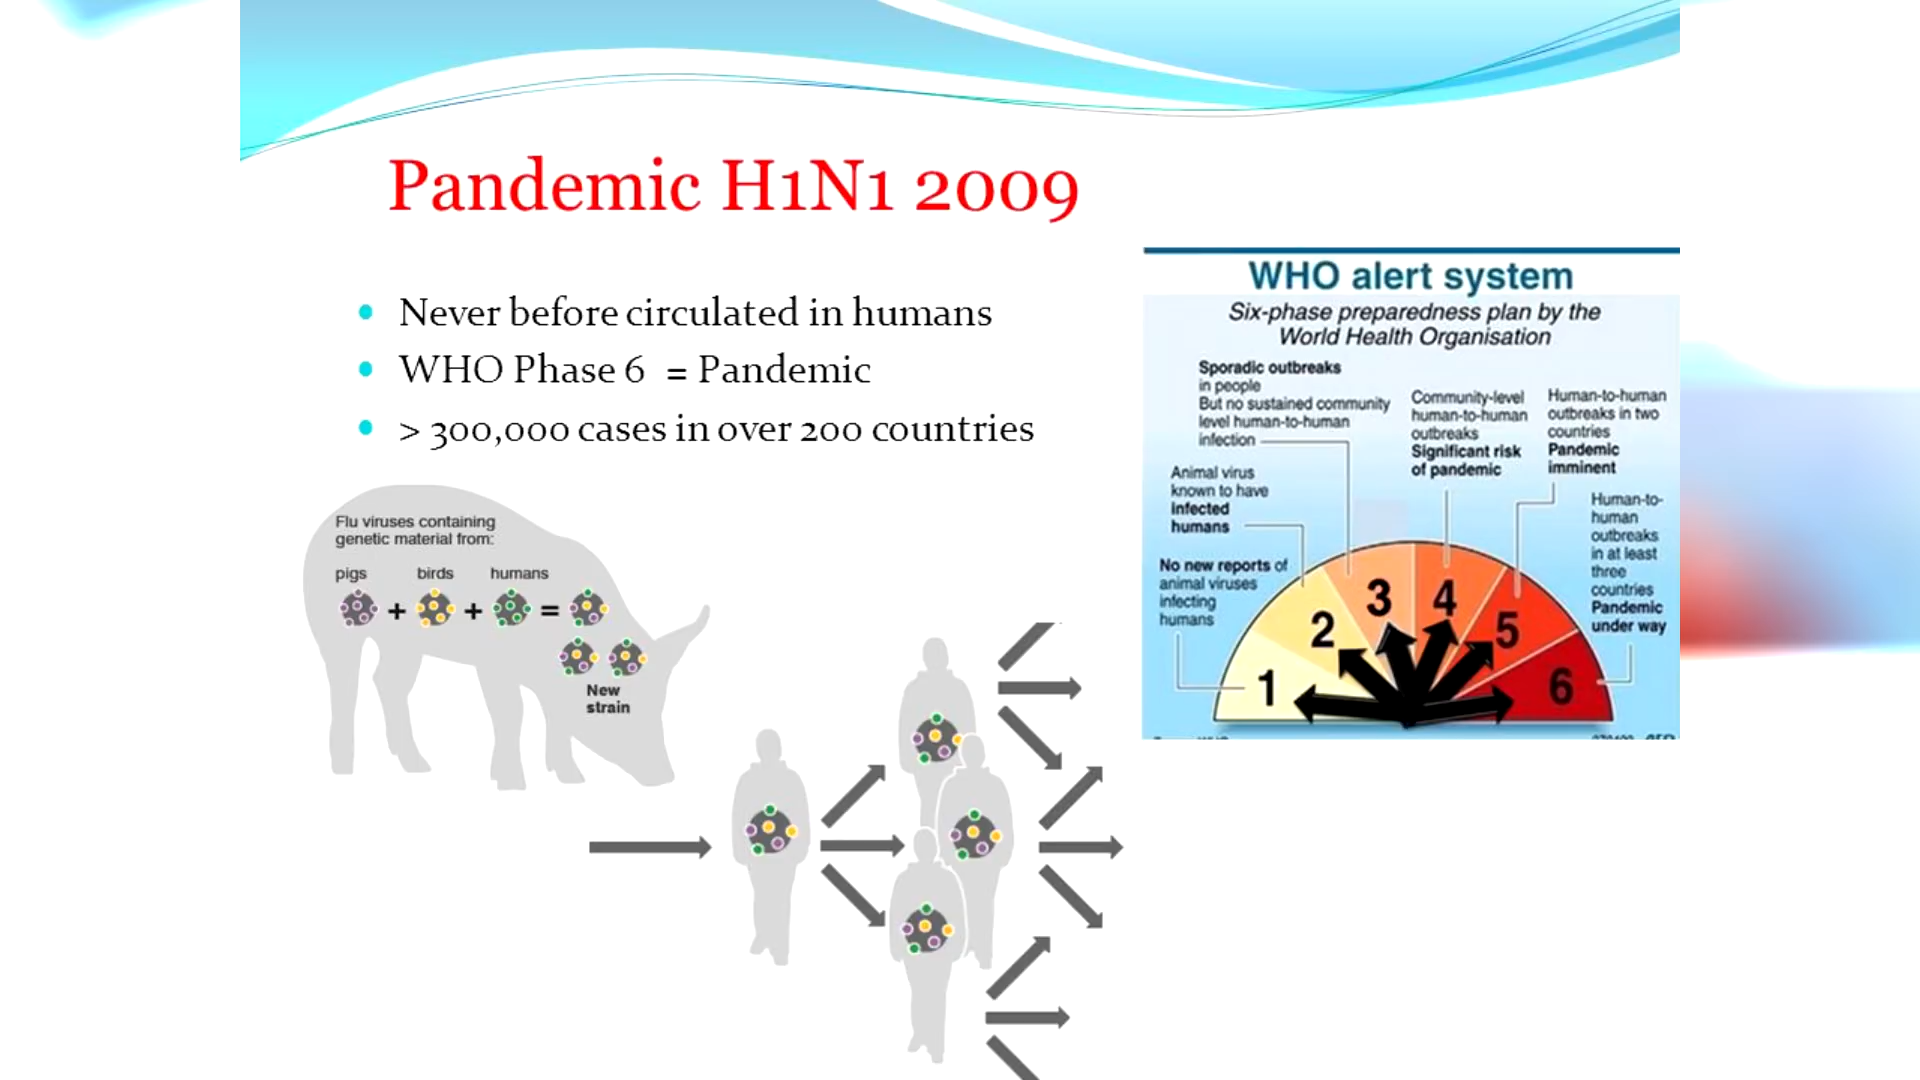 Pandemic H1N1 2009
• Never before circulated in humans
• WHO Phase 6 = Pandemic
• > 300,000 cases in over 200 countries
Flu viruses containing
genetic material from:
pigs
birds
humans
+ + =
New
strain
WHO alert system
Six-phase preparedness plan by the
World Health Organisation
Sporadic outbreaks
in people
But no sustained community
level human-to-human
infection
Community-level
human-to-human
outbreaks
Significant risk
of pandemic
Human-to-human
outbreaks in two
countries
Pandemic
imminent
Animal virus
known to have
infected
humans
Human-to-
human
outbreaks
in at least
three
countries
Pandemic
under way
No new reports of
animal viruses
infecting
humans
1
2
3
4
5
6